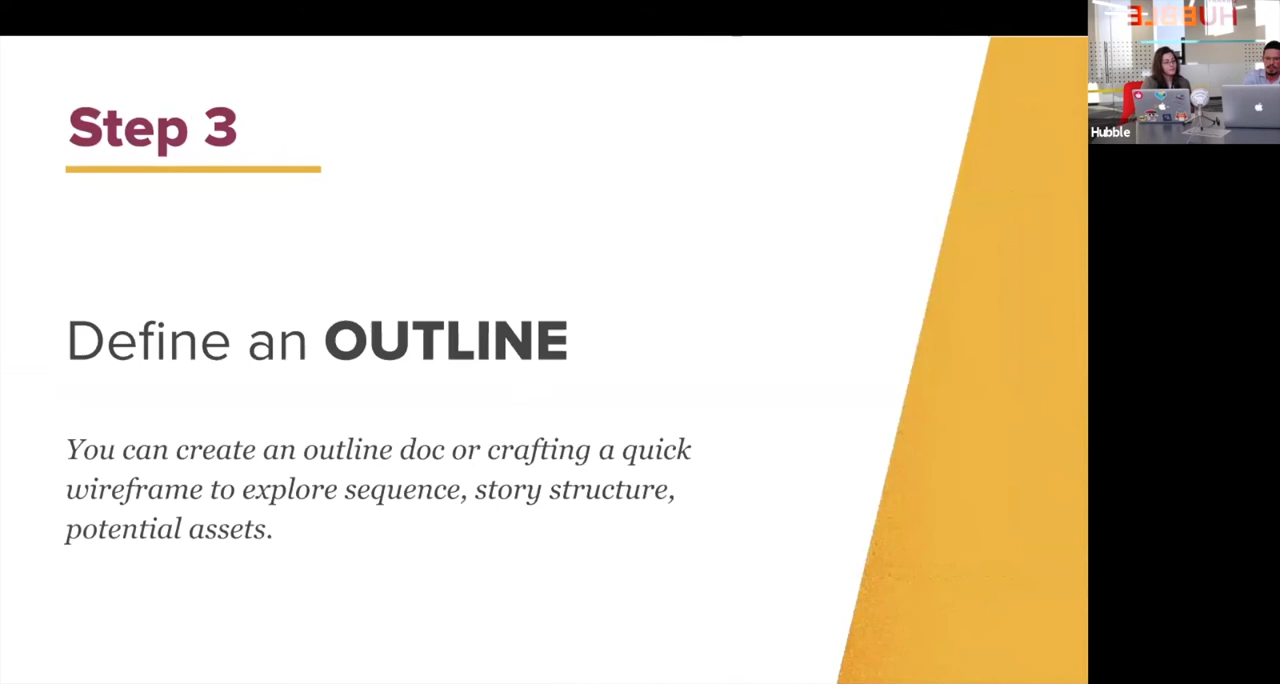 Step 3
Define an OUTLINE
You can create an outline doc or crafting a quick
wireframe to explore sequence, story structure,
potential assets.
HUBBLE
Hubble